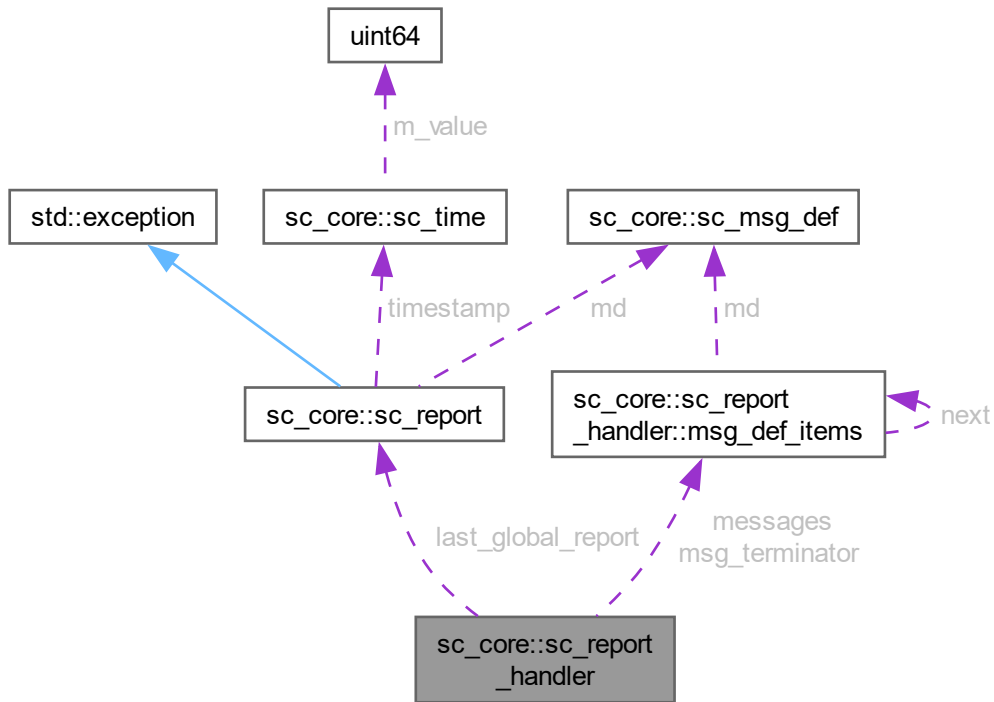 uint64
m_value
std::exception
sc_core::sc_time
sc_core::sc_msg_def
timestamp
md
md
sc_core::sc_report
sc_core::sc_report
_handler::msg_def_items
next
last_global_report
messages
msg_terminator
sc_core::sc_report
_handler